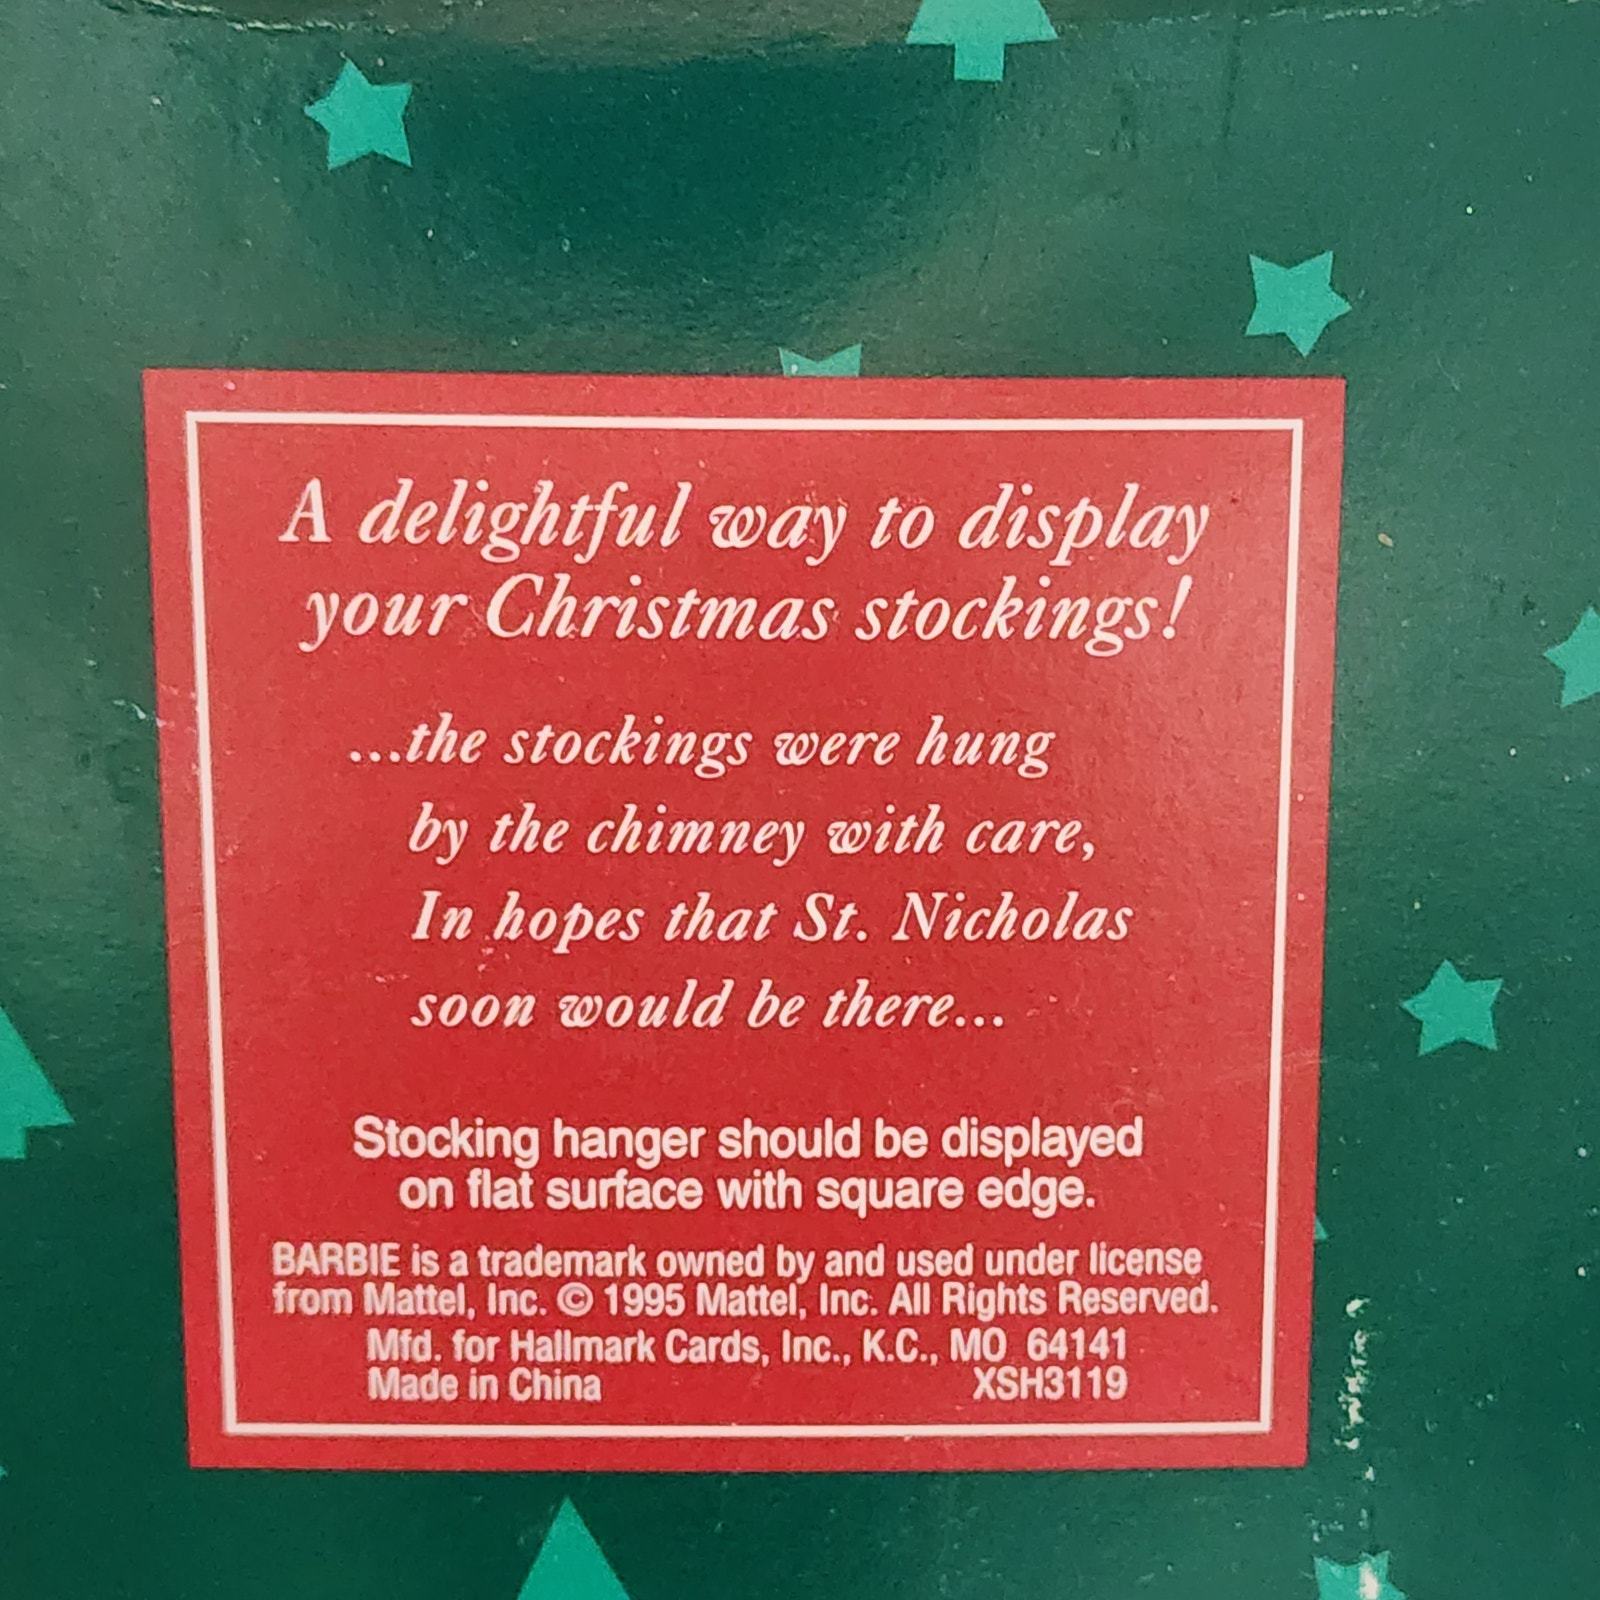 A delightful way to display
your Christmas stockings!
...the stockings were hung
by the chimney with care,
In hopes that St. Nicholas
soon would be there...
Stocking hanger should be displayed
on flat surface with square edge.
BARBIE is a trademark owned by and used under license
from Mattel, Inc. © 1995 Mattel, Inc. All Rights Reserved.
Mfd. for Hallmark Cards, Inc., K.C., MO 64141
Made in China XSH3119